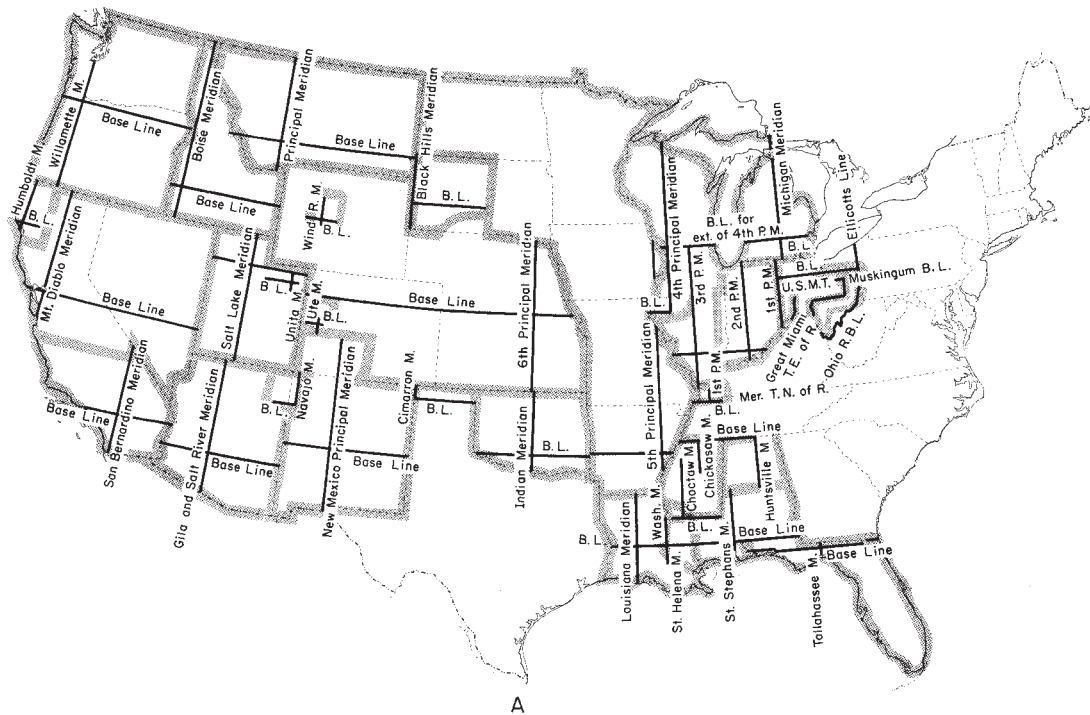 Humboldt M.
Willamette M.
Base Line
Boise Meridian
Principal Meridian
Base Line
Black Hills Meridian
B. L.
Base Line
Wind R. M.
B. L.
B. L.
Mt. Diablo Meridian
Base Line
Salt Lake Meridian
B. L.
Unita M.
Ute M.
B. L.
Base Line
6th Principal Meridian
4th Principal Meridian
B. L. for
ext. of 4th P. M.
Michigan Meridian
Ellicotts Line
B. L.
B. L.
U. S. M. T.
Muskingum B. L.
B. L.
3rd P. M.
2nd P. M.
1st P. M.
Great Miami
T. E. of R.
Ohio R. B. L.
Mer. T. N. of R.
1st P. M.
B. L.
San Bernardino Meridian
Base Line
Gila and Salt River Meridian
Base Line
Navajo M.
B. L.
New Mexico Principal Meridian
Base Line
Cimarron M.
B. L.
Indian Meridian
B. L.
5th Principal Meridian
Base Line
Chickasaw M.
Choctaw M.
Huntsville M.
Wash. M.
B. L.
B. L.
Louisiana Meridian
St. Helena M.
St. Stephans M.
Base Line
Tallahassee M.
Base Line
A